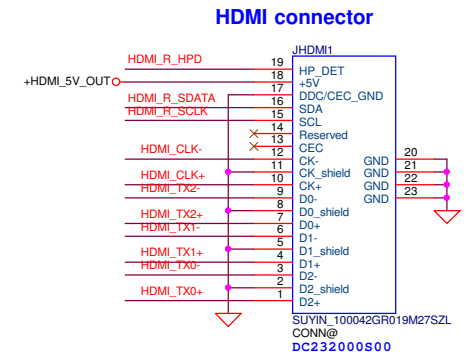 HDMI connector
JHDMI1
HDMI_R_HPD 19 HP_DET
+HDMI_5V_OUT 18 +5V
17 DDC/CEC_GND
HDMI_R_SDATA 16 SDA
HDMI_R_SCLK 15 SCL
14 Reserved
13 CEC
HDMI_CLK- 12 CK- GND 20
11 CK_shield GND 21
HDMI_CLK+ 10 CK+ GND 22
HDMI_TX2- 9 D0- GND 23
8 D0_shield
HDMI_TX2+ 7 D0+
HDMI_TX1- 6 D1-
5 D1_shield
HDMI_TX1+ 4 D1+
HDMI_TX0- 3 D2-
2 D2_shield
HDMI_TX0+ 1 D2+
SUYIN_100042GR019M27SZL
CONN@
DC232000S00